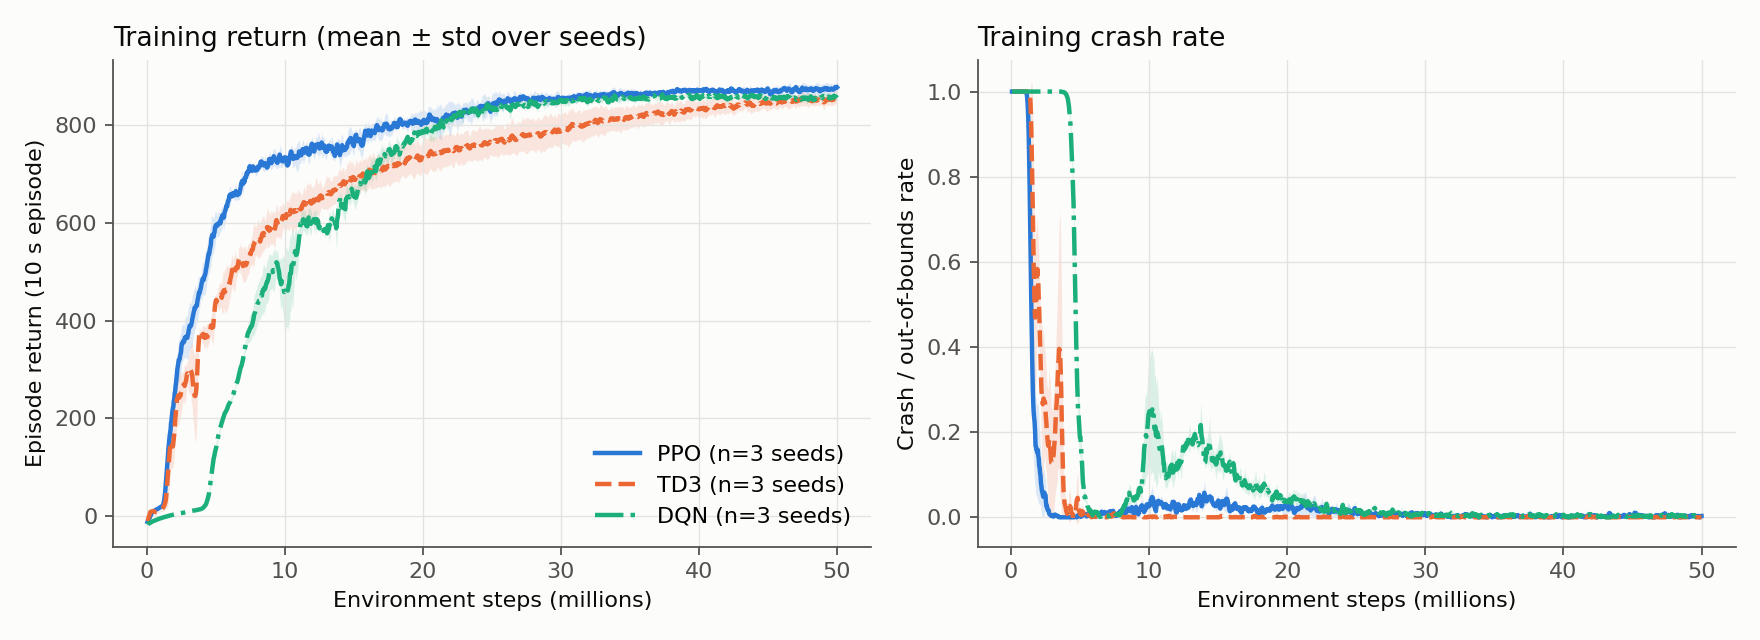 Training return (mean ± std over seeds)
Episode return (10 s episode)
800
600
400
200
0
0 10 20 30 40 50
Environment steps (millions)
PPO (n=3 seeds)
TD3 (n=3 seeds)
DQN (n=3 seeds)
Training crash rate
Crash / out-of-bounds rate
1.0
0.8
0.6
0.4
0.2
0.0
0 10 20 30 40 50
Environment steps (millions)